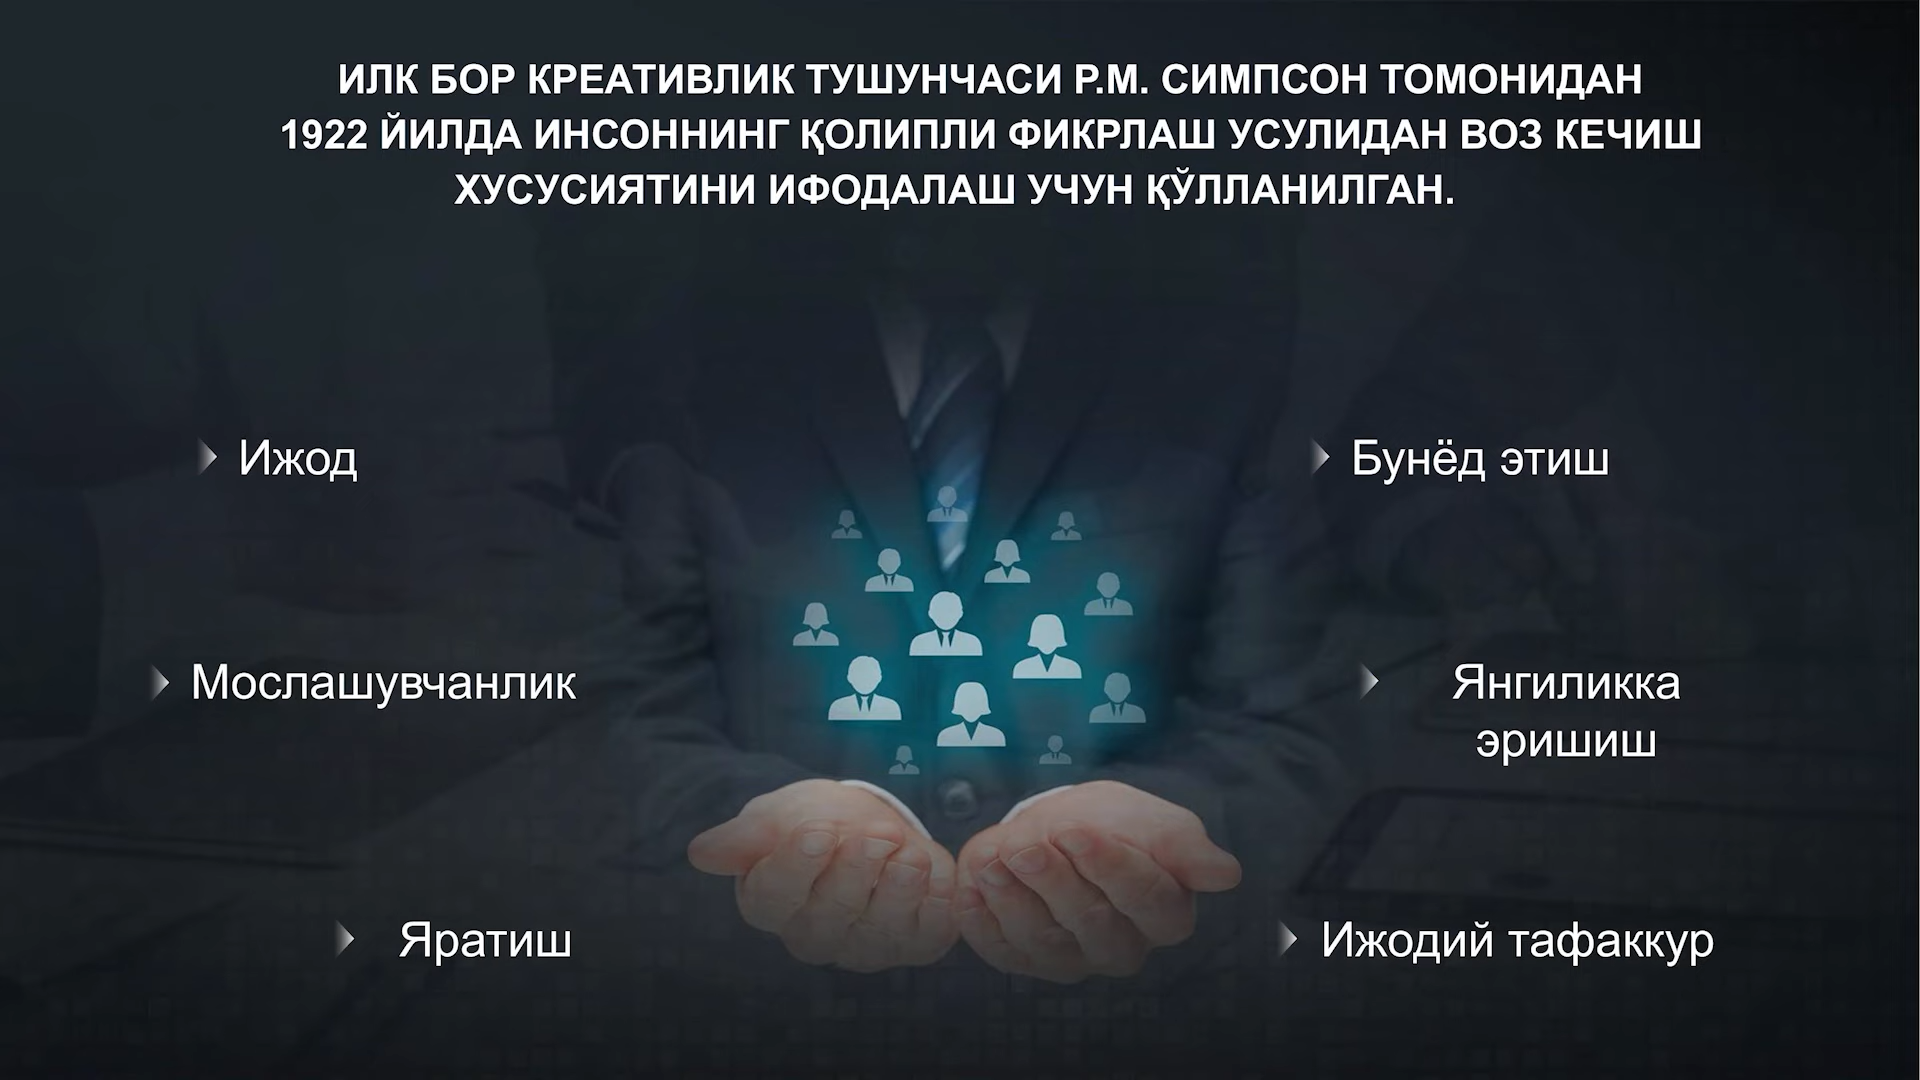 ИЛК БОР КРЕАТИВЛИК ТУШУНЧАСИ Р.М. СИМПСОН ТОМОНИДАН
1922 ЙИЛДА ИНСОННИНГ ҚОЛИПЛИ ФИКРЛАШ УСУЛИДАН ВОЗ КЕЧИШ
ХУСУСИЯТИНИ ИФОДАЛАШ УЧУН ҚЎЛЛАНИЛГАН.
Ижод
Мослашувчанлик
Яратиш
Бунёд этиш
Янгиликка
эришиш
Ижодий тафаккур